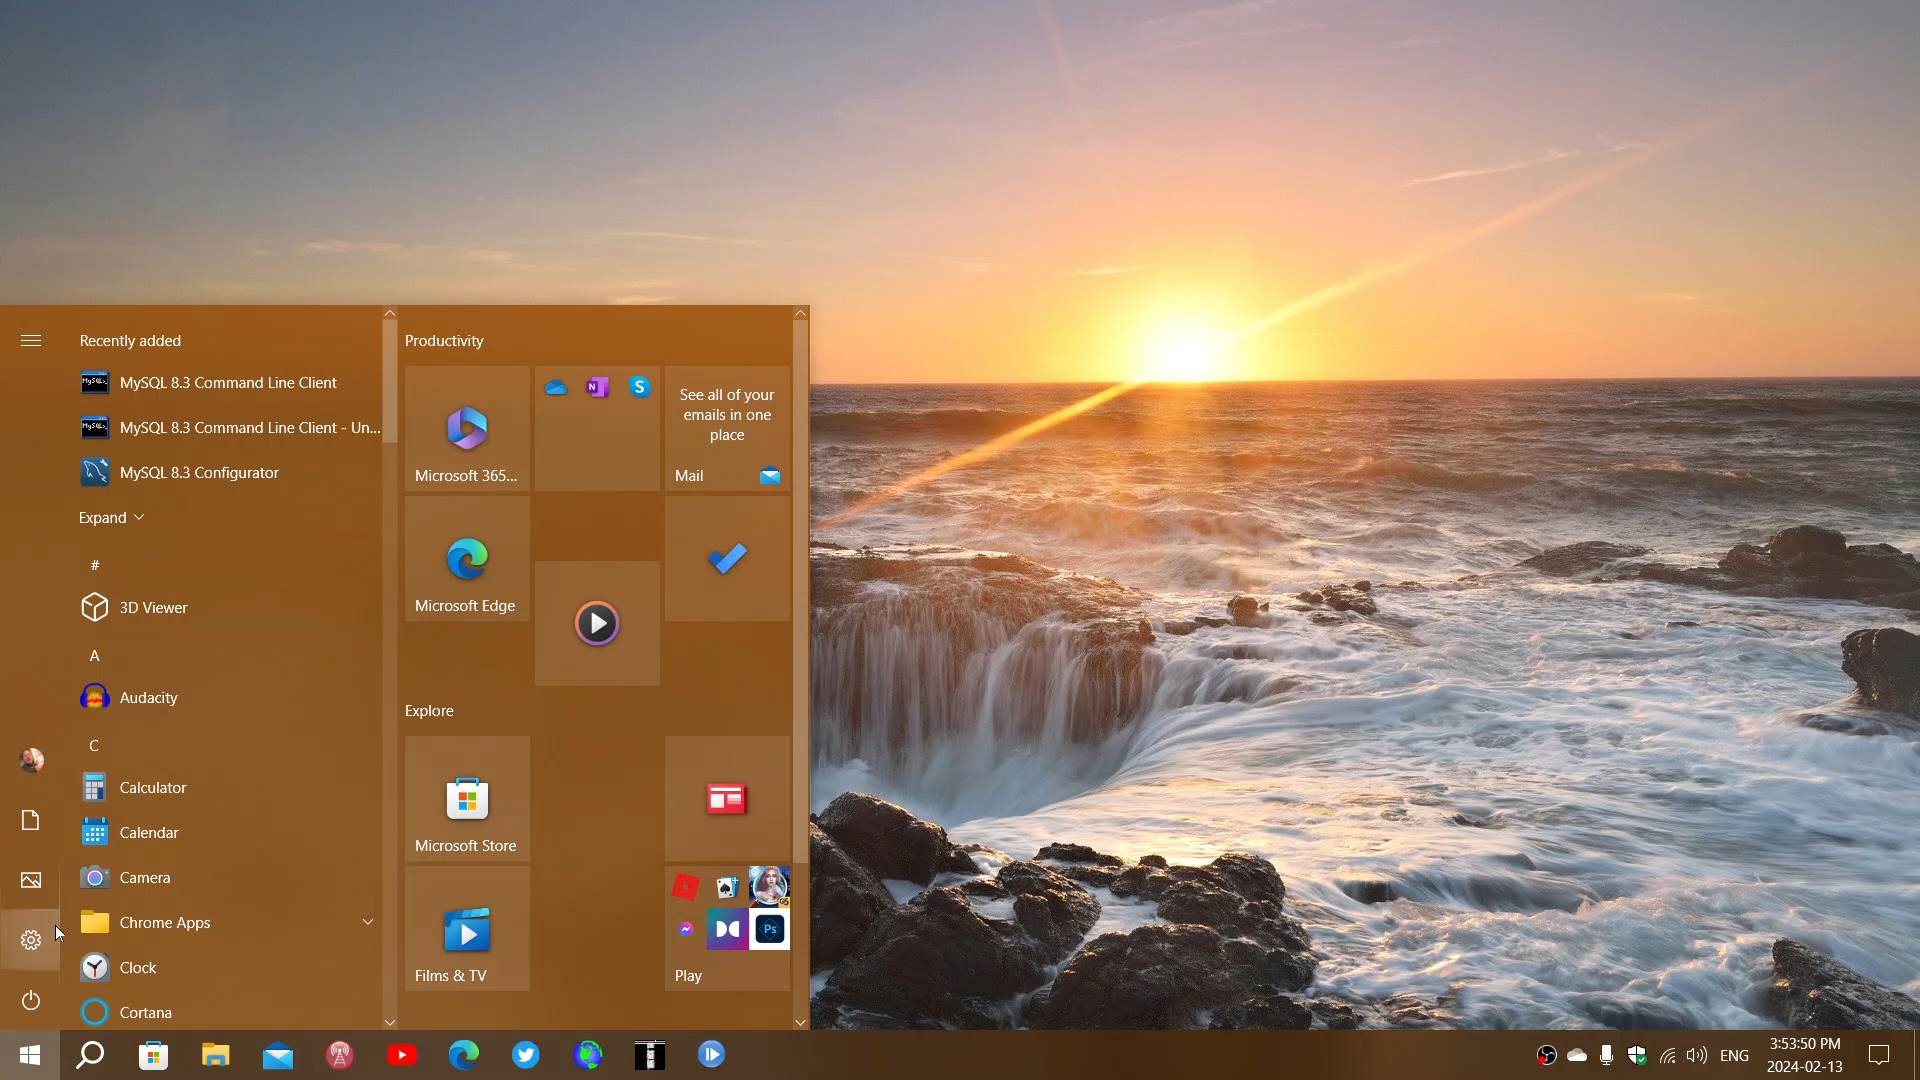 Recently added
MySQL 8.3 Command Line Client
MySQL 8.3 Command Line Client - Un...
MySQL 8.3 Configurator
Expand
#
3D Viewer
A
Audacity
C
Calculator
Calendar
Camera
Chrome Apps
Clock
Cortana
Productivity
Microsoft 365...
N
S
See all of your
emails in one
place
Mail
Microsoft Edge
Explore
Microsoft Store
Films & TV
Ps
Play
ENG
3:53:50 PM
2024-02-13